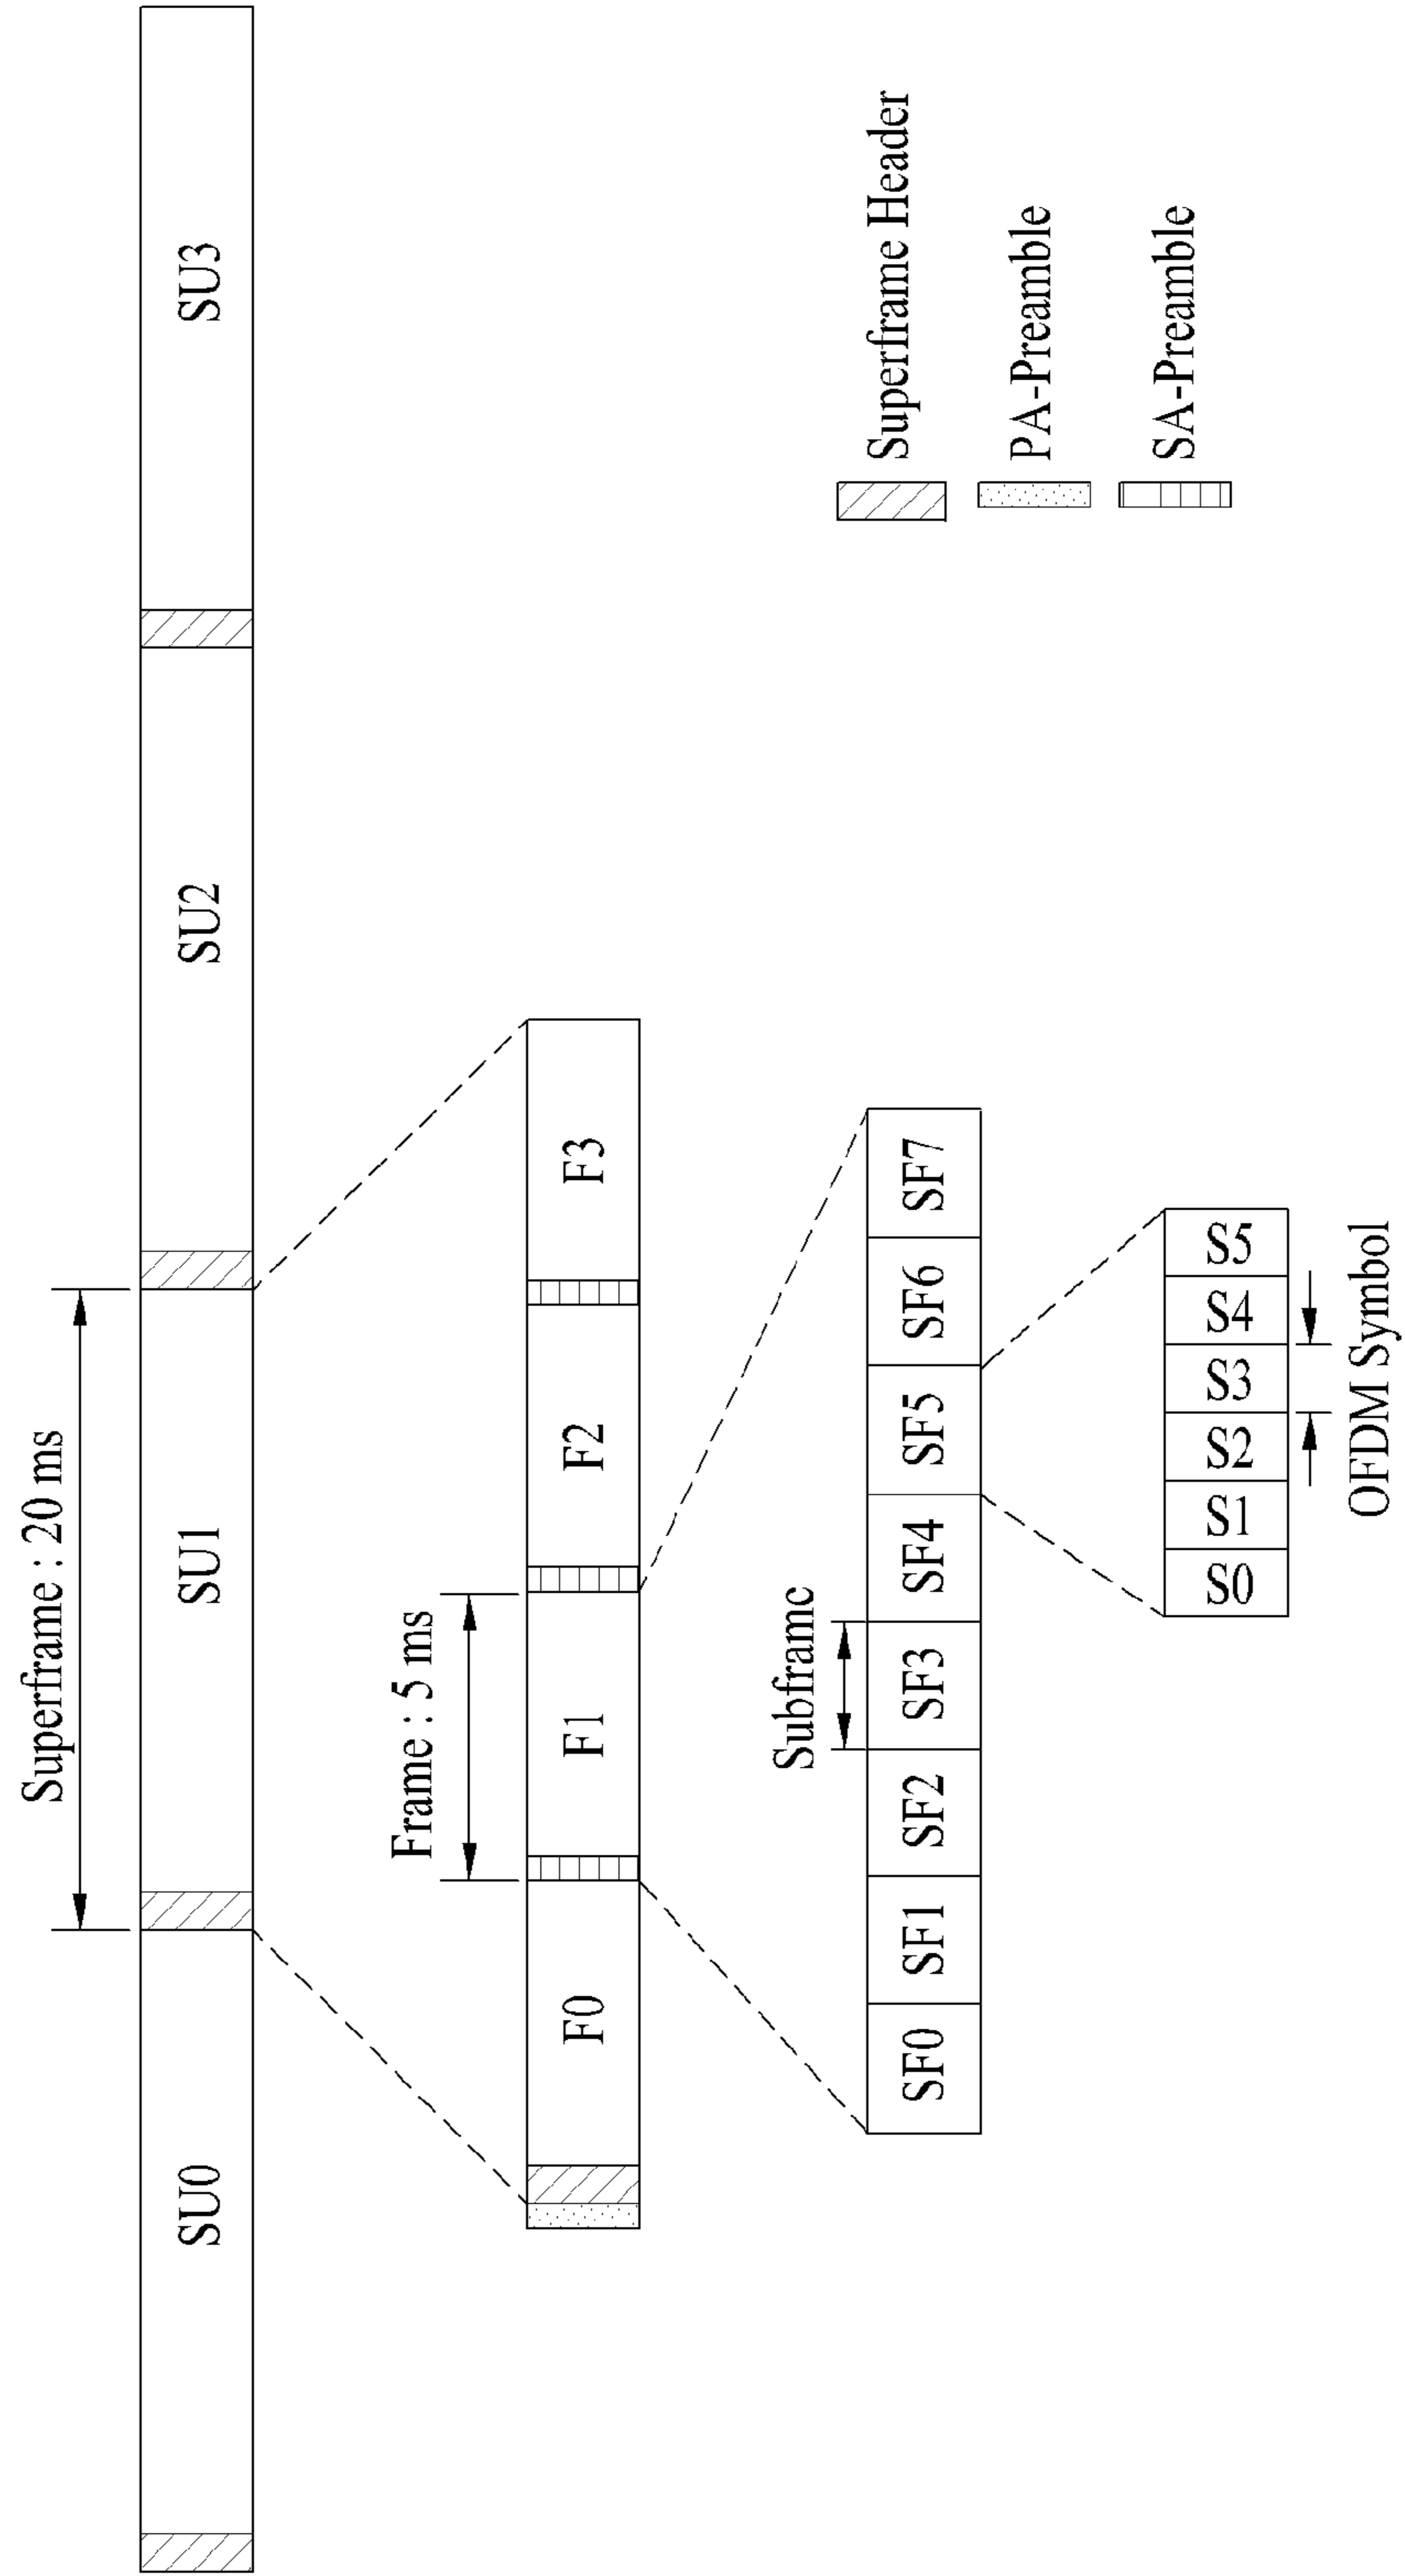 Superframe : 20 ms
SU0
SU1
SU2
SU3
Frame : 5 ms
F0
F1
F2
F3
Subframc
SF0
SF1
SF2
SF3
SF4
SF5
SF6
SF7
S0
S1
S2
S3
S4
S5
OFDM Symbol
Superframe Header
PA-Preamble
SA-Preamble